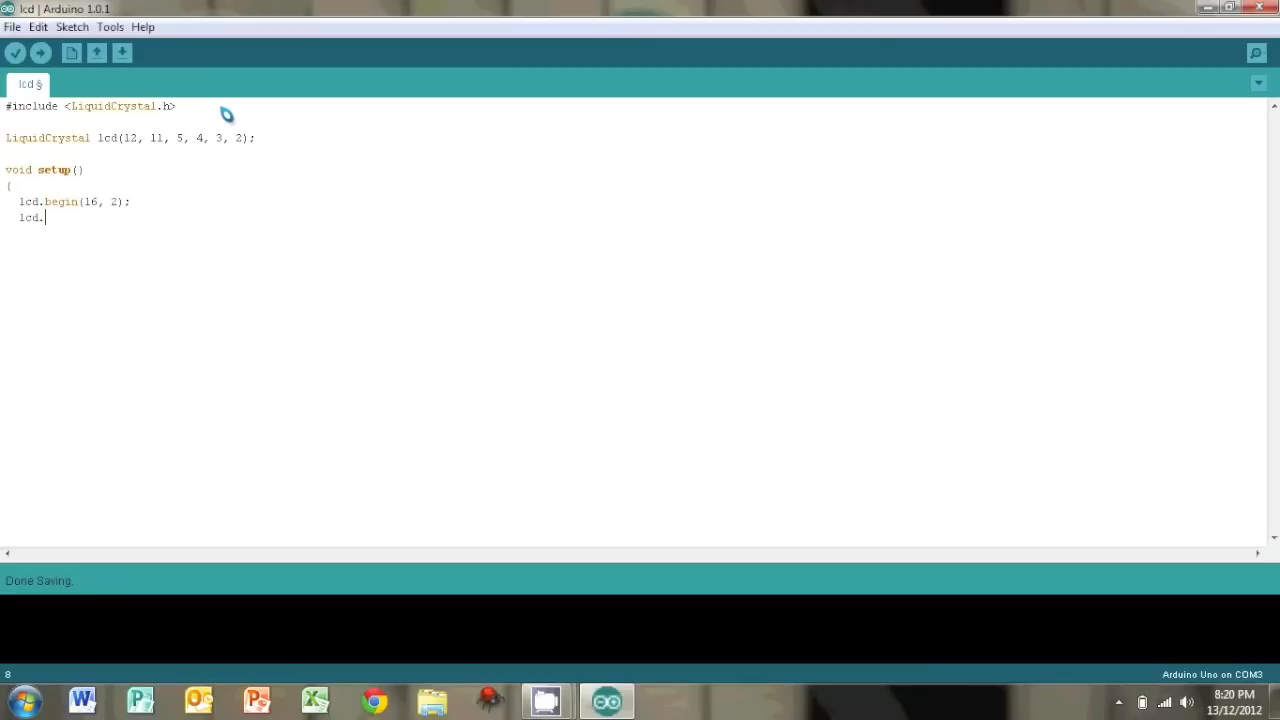 lcd | Arduino 1.0.1
File Edit Sketch Tools Help
lcd §
#include <LiquidCrystal.h>
LiquidCrystal lcd(12, 11, 5, 4, 3, 2);
void setup()
{
lcd.begin(16, 2);
lcd.
Done Saving.
8
Arduino Uno on COM3
8:20 PM
13/12/2012